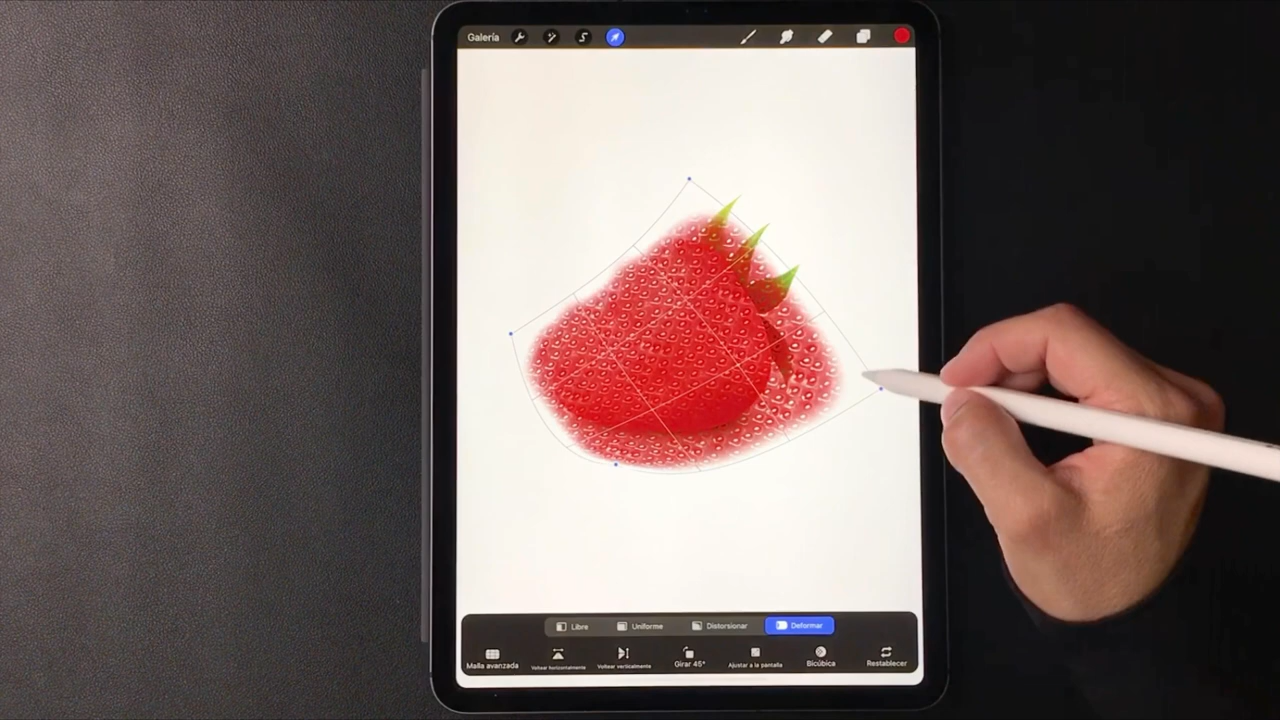 Galería
Libre Uniforme Distorsionar Deformar
Malla avanzada Voltear horizontalmente Voltear verticalmente Girar 45° Ajustar a la pantalla Bicúbica Restablecer